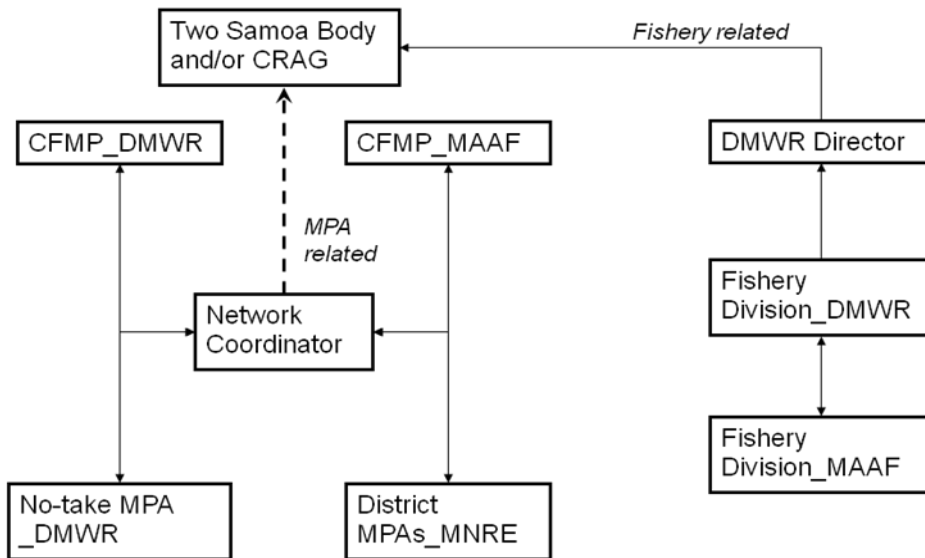 Two Samoa Body
and/or CRAG
Fishery related
CFMP_DMWR
CFMP_MAAF
DMWR Director
MPA
related
Network
Coordinator
Fishery
Division_DMWR
Fishery
Division_MAAF
No-take MPA
_DMWR
District
MPAs_MNRE